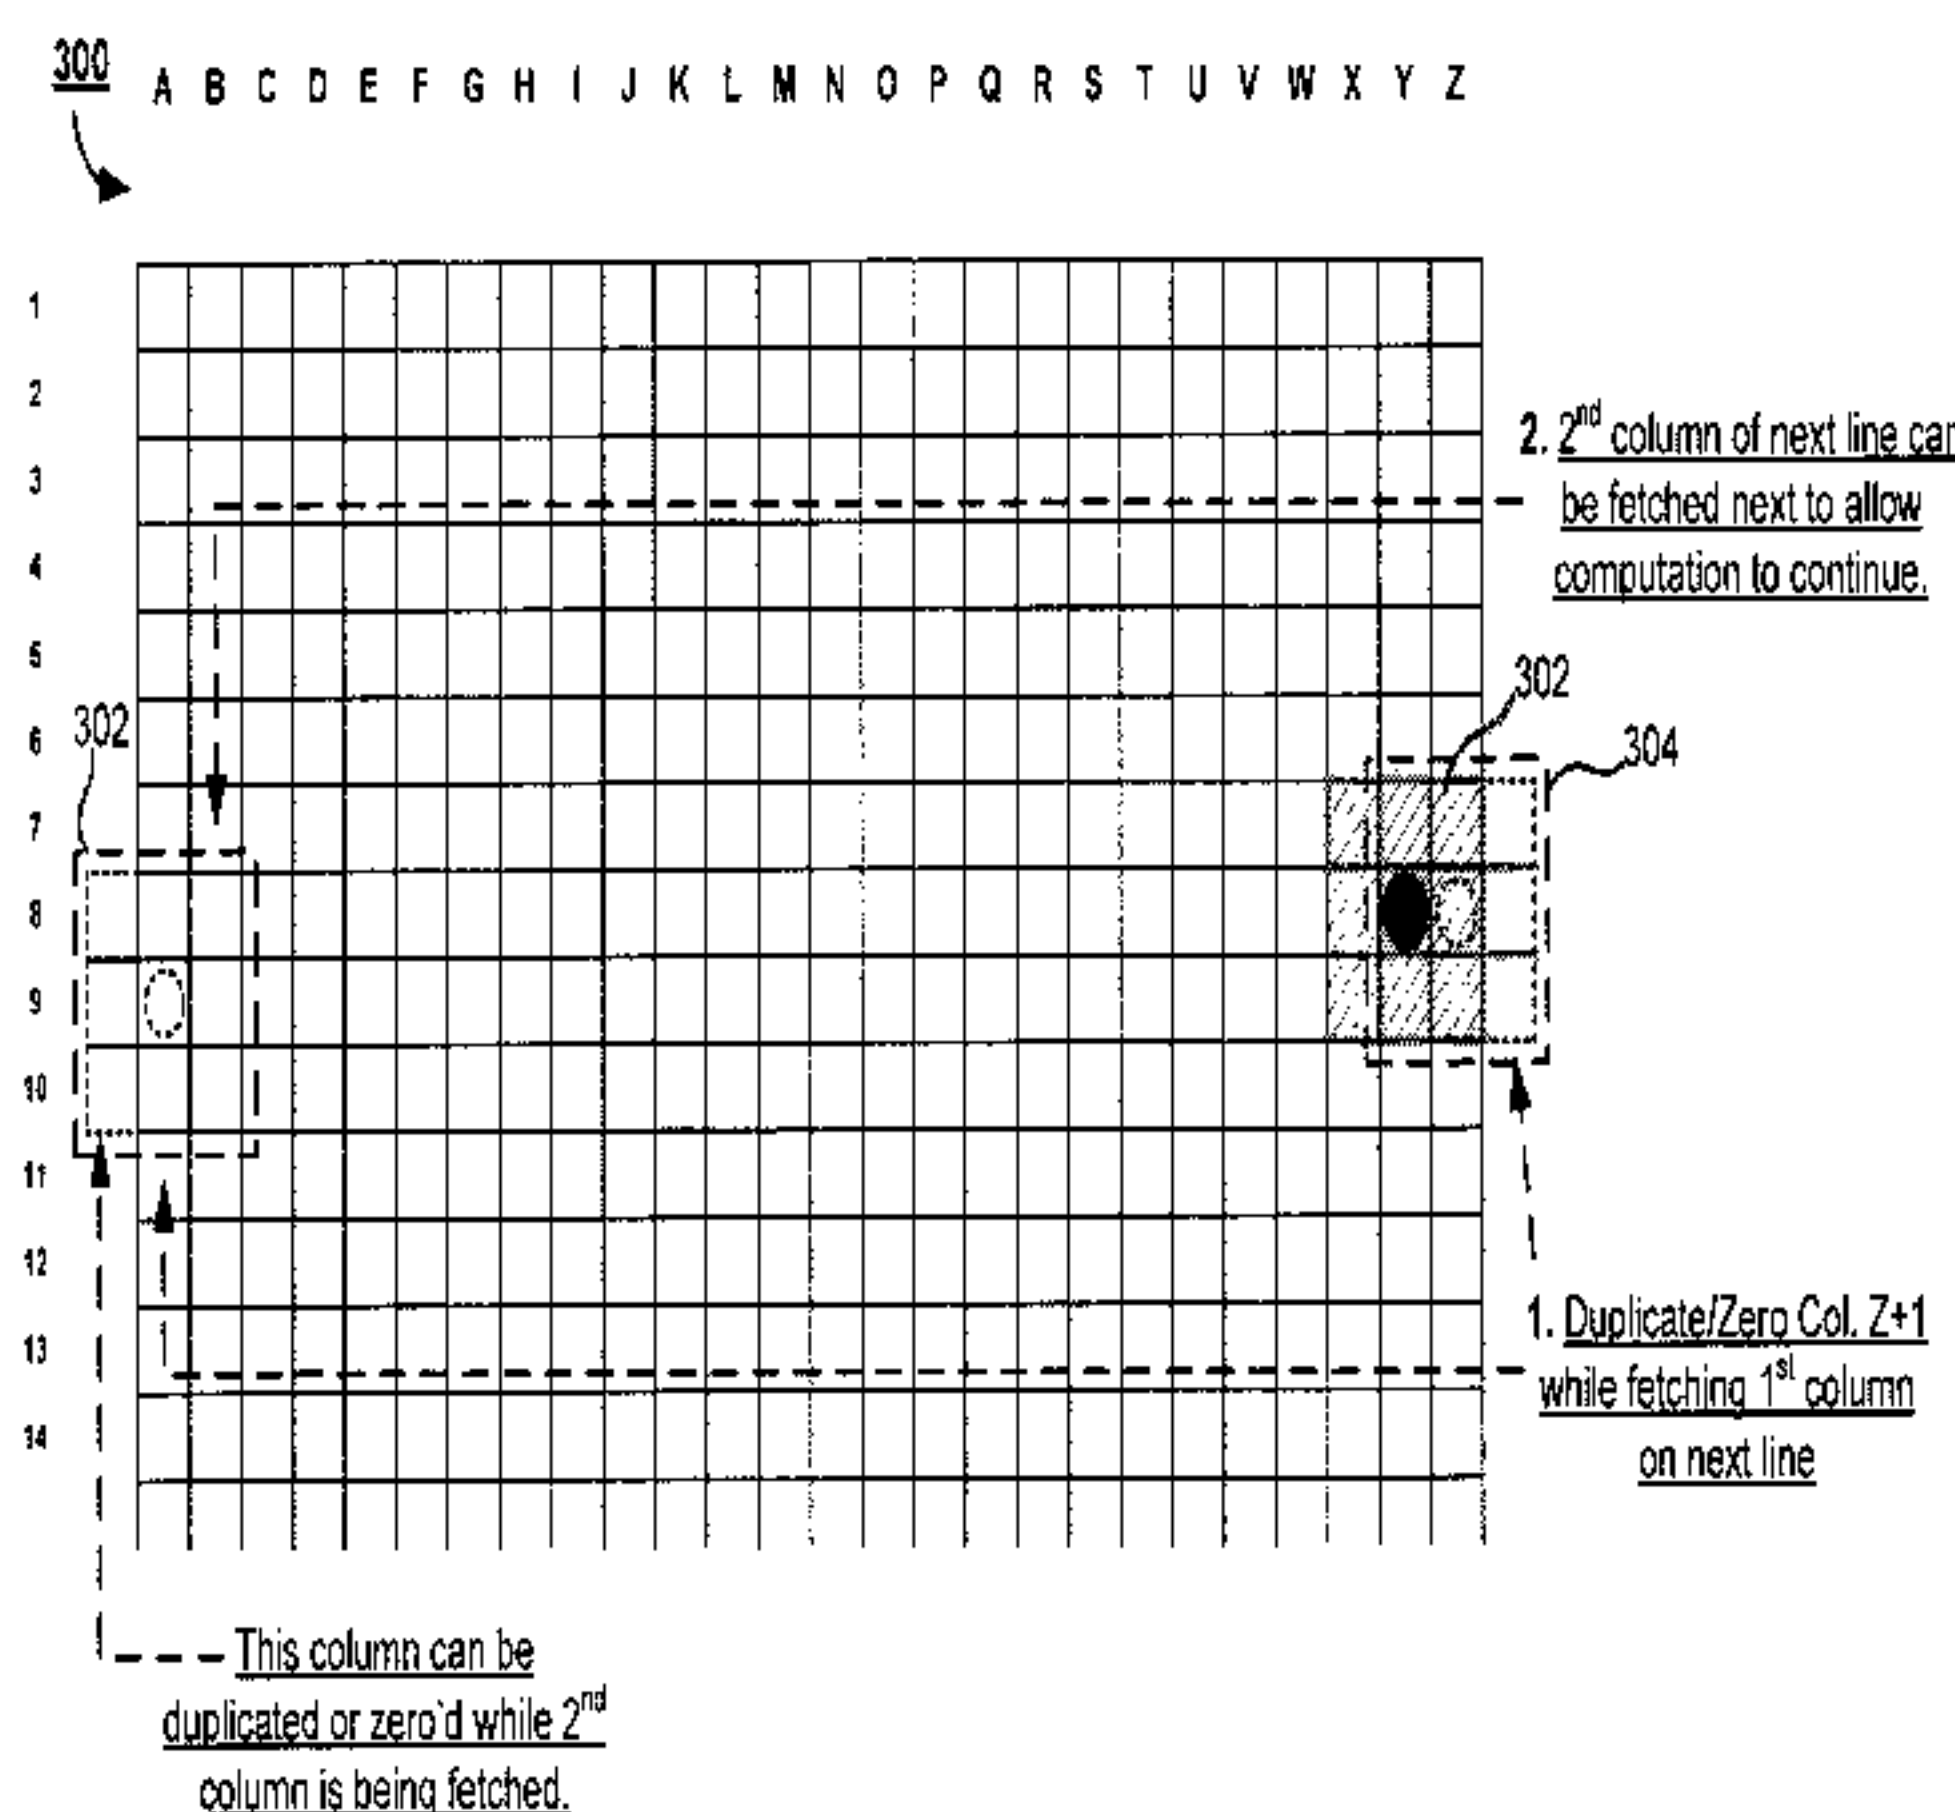 300
A B C D E F G H I J K L M N O P Q R S T U V W X Y Z
1
2
3
4
5
6
7
8
9
10
11
12
13
14
2. 2nd column of next line can
be fetched next to allow
computation to continue.
302
304
302
1. Duplicate/Zero Col. Z+1
while fetching 1st column
on next line
This column can be
duplicated or zero'd while 2nd
column is being fetched.